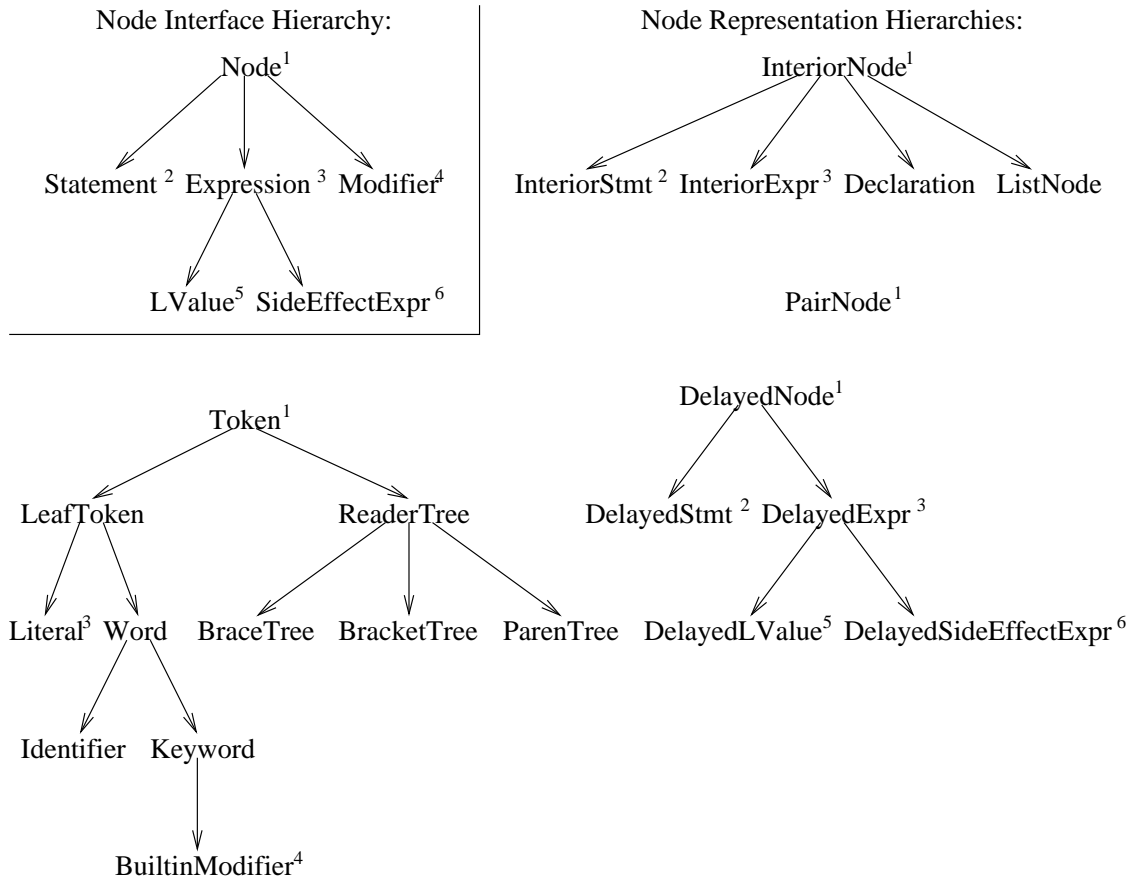 Node Interface Hierarchy:
Node1
Statement 2 Expression 3 Modifier4
LValue5 SideEffectExpr 6
Node Representation Hierarchies:
InteriorNode1
InteriorStmt 2 InteriorExpr 3 Declaration ListNode
PairNode1
Token1
LeafToken ReaderTree
Literal3 Word BraceTree BracketTree ParenTree
Identifier Keyword
BuiltinModifier4
DelayedNode1
DelayedStmt 2 DelayedExpr 3
DelayedLValue5 DelayedSideEffectExpr 6